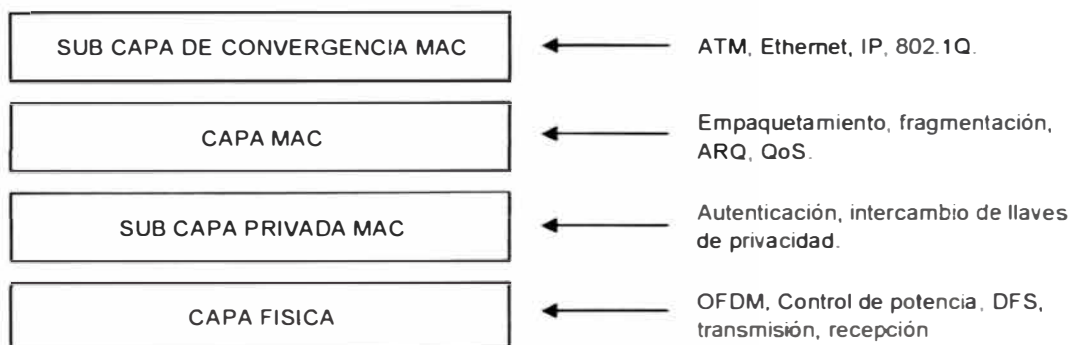 SUB CAPA DE CONVERGENCIA MAC
ATM, Ethernet, IP, 802.1Q.
CAPA MAC
Empaquetamiento, fragmentación,
ARQ, QoS.
SUB CAPA PRIVADA MAC
Autenticación, intercambio de llaves
de privacidad.
CAPA FISICA
OFDM, Control de potencia, DFS,
transmisión, recepción